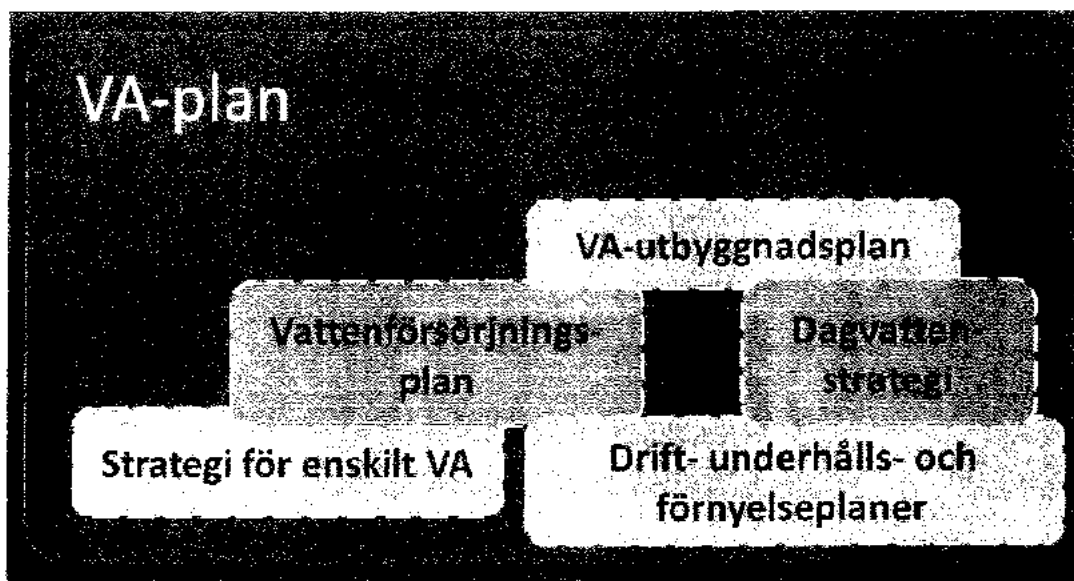 VA-plan
VA-utbyggnadsplan
Vattenförsörjnings-
plan
Dagvatten-
strategi
Strategi för enskilt VA
Drift- underhålls- och
förnyelseplaner